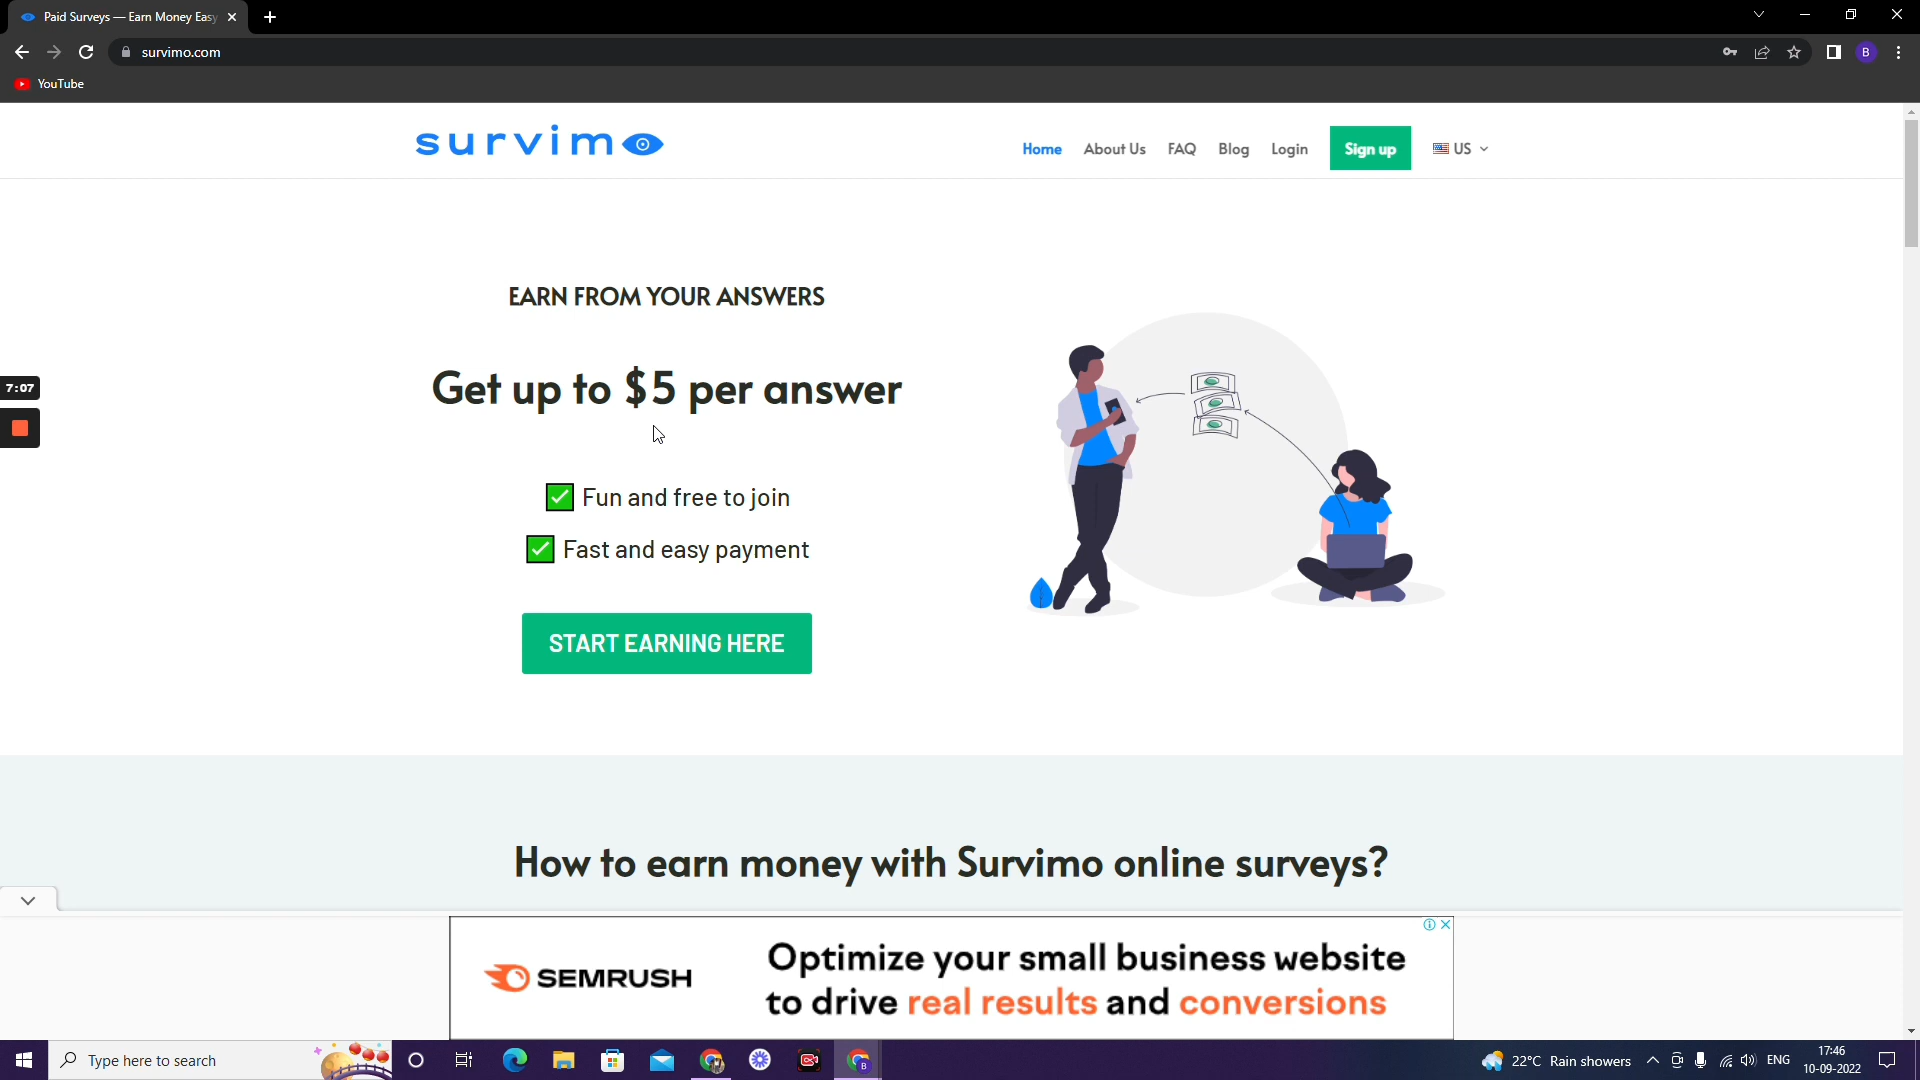 Paid Surveys — Earn Money Easy
survimo.com
B
YouTube
survimo
Home About Us FAQ Blog Login Sign up US
EARN FROM YOUR ANSWERS
Get up to $5 per answer
7:07
Fun and free to join
Fast and easy payment
START EARNING HERE
How to earn money with Survimo online surveys?
SEMRUSH
Optimize your small business website
to drive real results and conversions
Type here to search
22°C Rain showers
ENG
17:46
10-09-2022